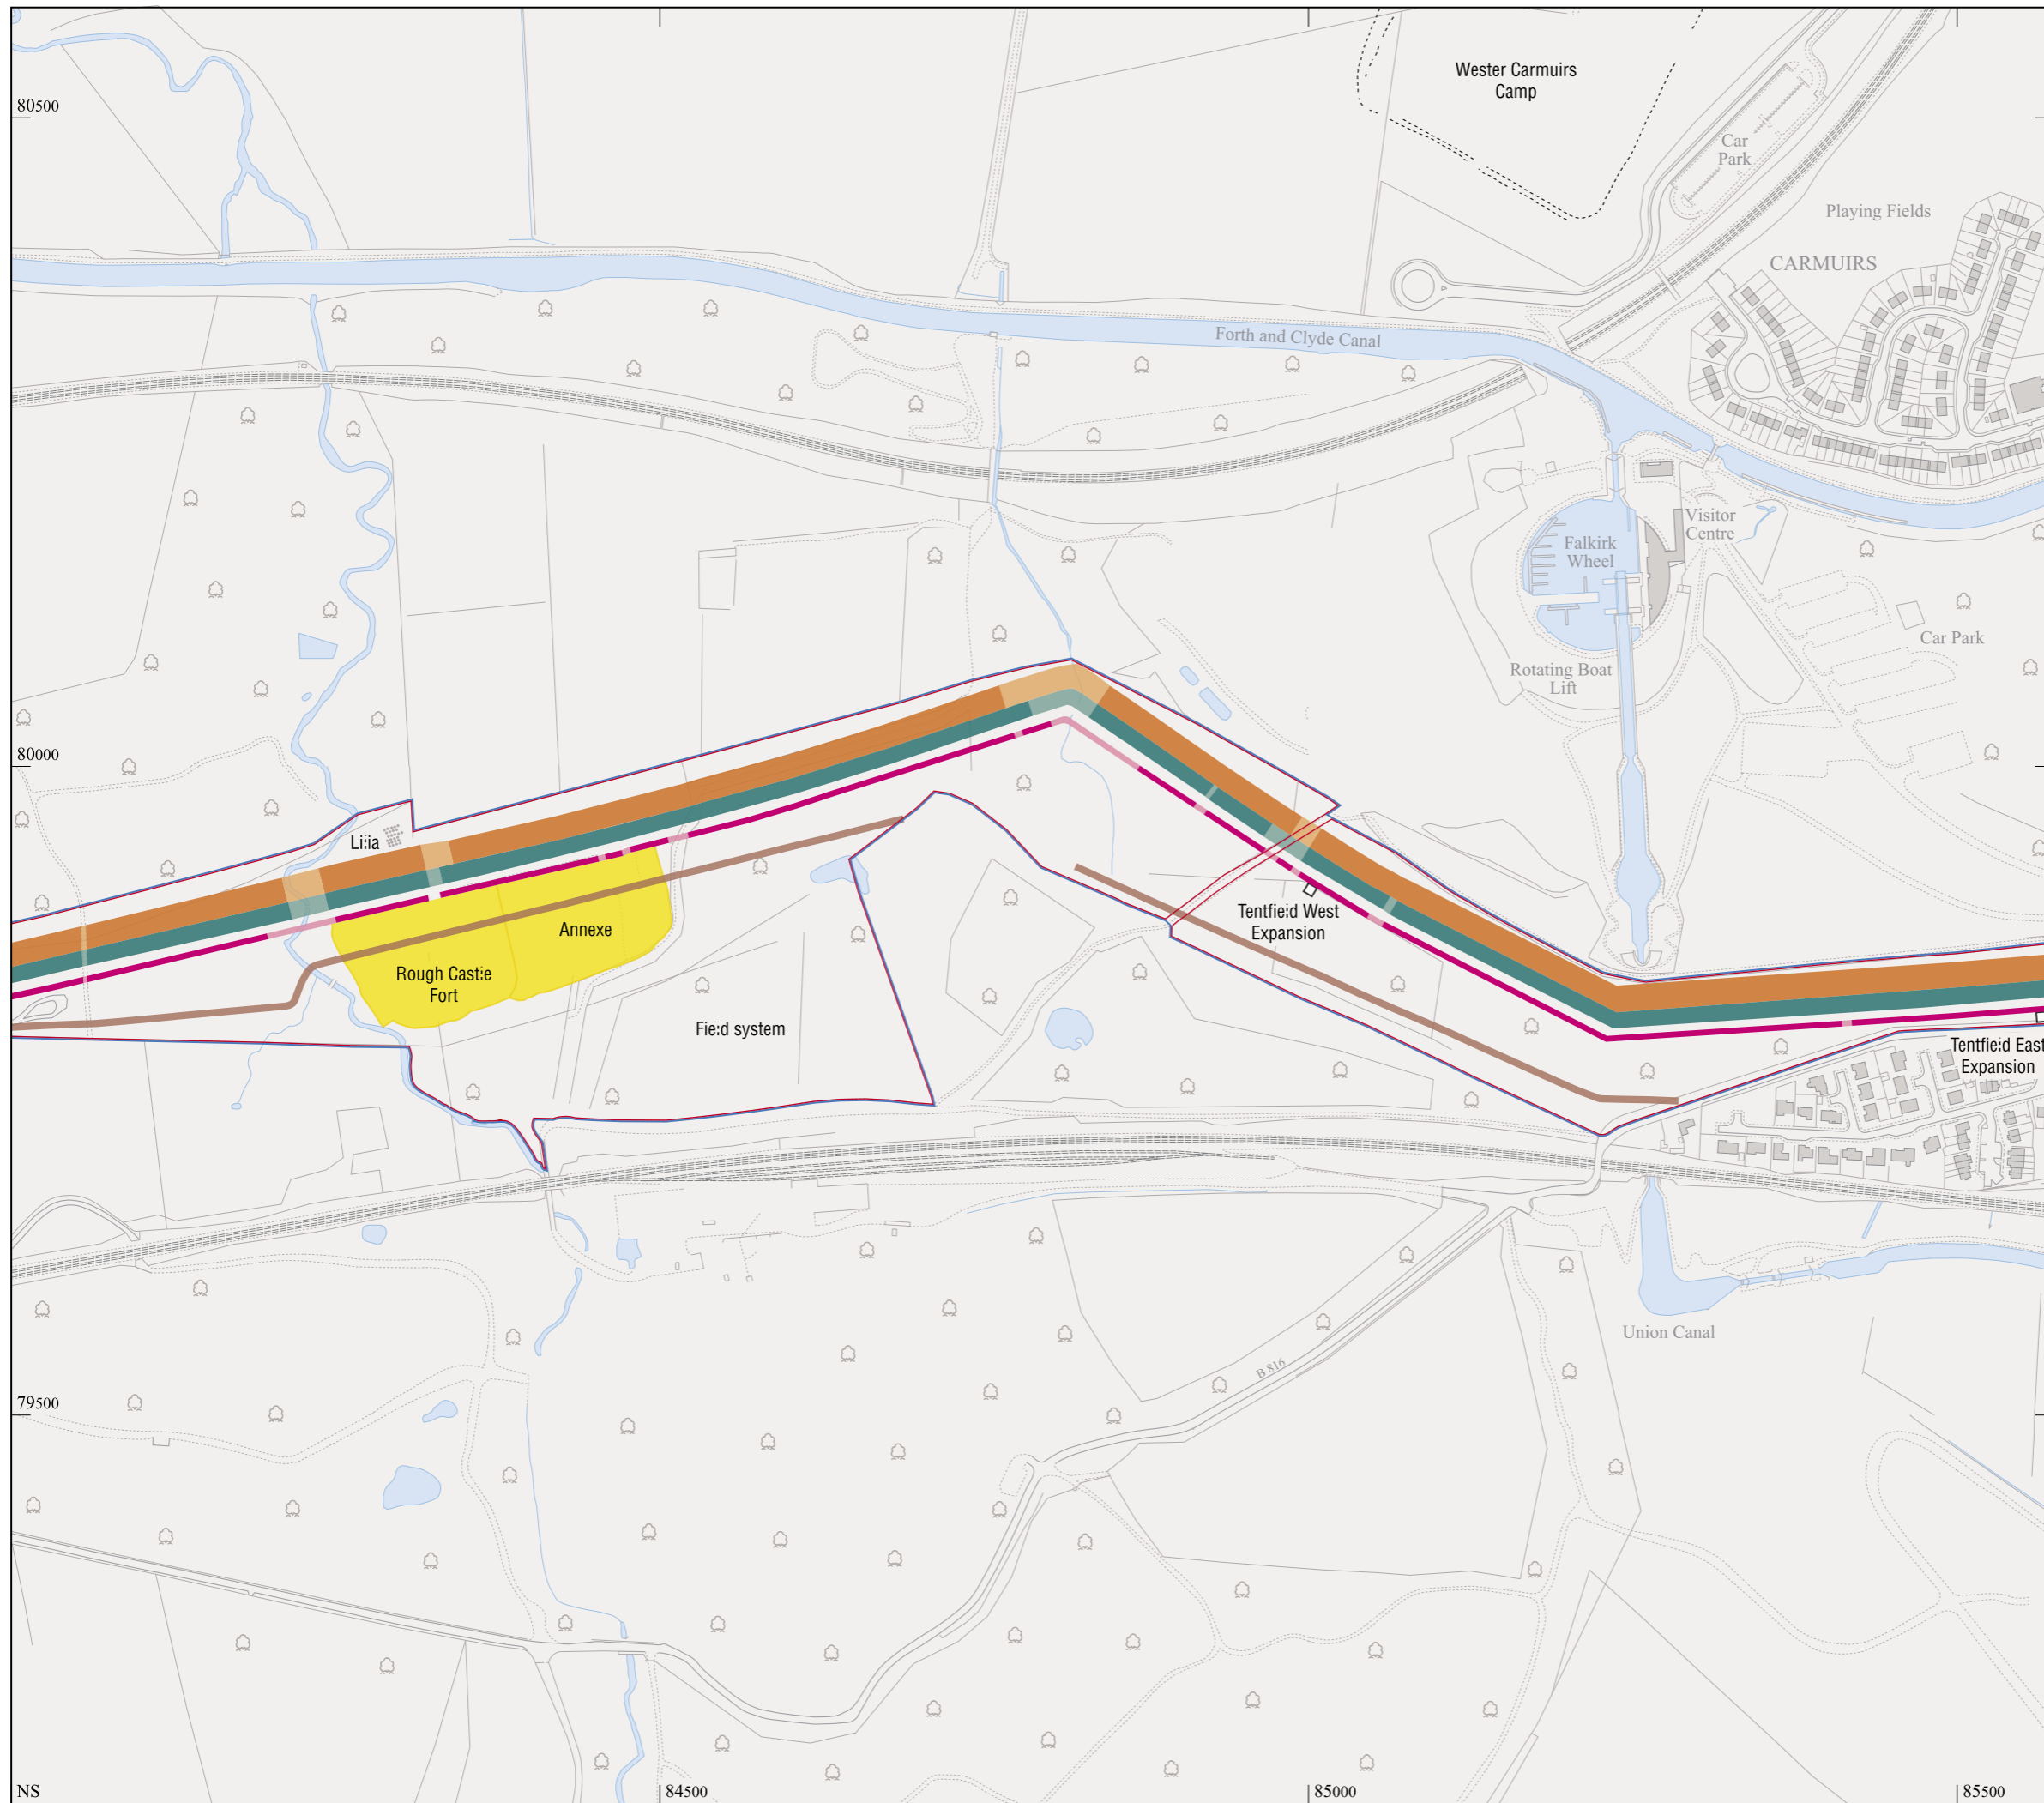 80500
Wester Carmuirs
Camp
Car
Park
Playing Fields
CARMUIRS
Forth and Clyde Canal
Visitor
Centre
Falkirk
Wheel
Car Park
Rotating Boat
Lift
80000
Lilia
Annexe
Tentfield West
Expansion
Rough Castle
Fort
Field system
Tentfield East
Expansion
Union Canal
B 816
79500
NS
84500
85000
85500